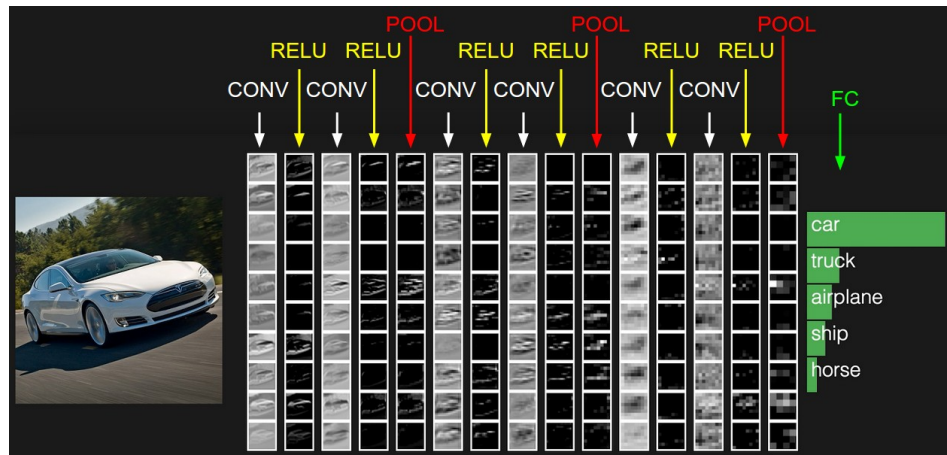 POOL POOL POOL
RELU RELU RELU RELU RELU RELU
CONV CONV CONV CONV CONV CONV
FC
car
truck
airplane
ship
horse